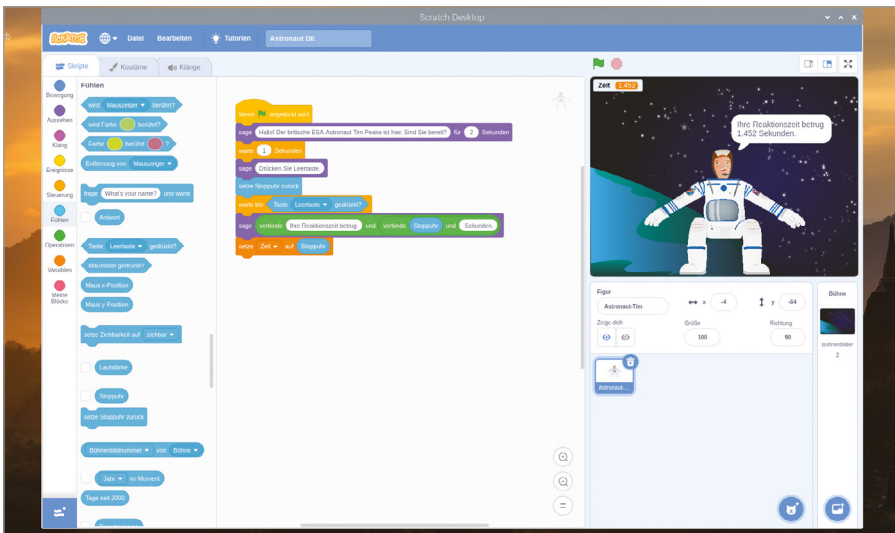 Scratch Desktop
SCRATCH
Datei
Bearbeiten
Tutorien
Astronaut DE
Skripte
Kostüme
Klänge
Bewegung
Aussehen
Klang
Ereignisse
Steuerung
Fühlen
Operatoren
Variablen
Meine
Blöcke
Fühlen
wird Mauszeiger berührt?
wird Farbe berührt?
Farbe berührt ?
Entfernung von Mauszeiger
frage What's your name? und warte
Antwort
Taste Leertaste gedrückt?
Maustaste gedrückt?
Maus x-Position
Maus y-Position
setze Ziehbarkeit auf ziehbar
Lautstärke
Stoppuhr
setze Stoppuhr zurück
Bühnenbildnummer von Bühne
Jahr im Moment
Tage seit 2000
Wenn angeklickt wird
sage Hallo! Der britische ESA Astronaut Tim Peake ist hier. Sind Sie bereit? für 2 Sekunden
warte 1 Sekunden
sage Drücken Sie Leertaste.
setze Stoppuhr zurück
warte bis Taste Leertaste gedrückt?
sage verbinde Ihre Reaktionszeit betrug und verbinde Stoppuhr und Sekunden.
setze Zeit auf Stoppuhr
Zeit 1.452
Ihre Reaktionszeit betrug
1.452 Sekunden.
Figur
Astronaut-Tim
x -4
y -64
Zeige dich
Größe
100
Richtung
90
Astronaut-...
Bühne
Bühnenbilder
2